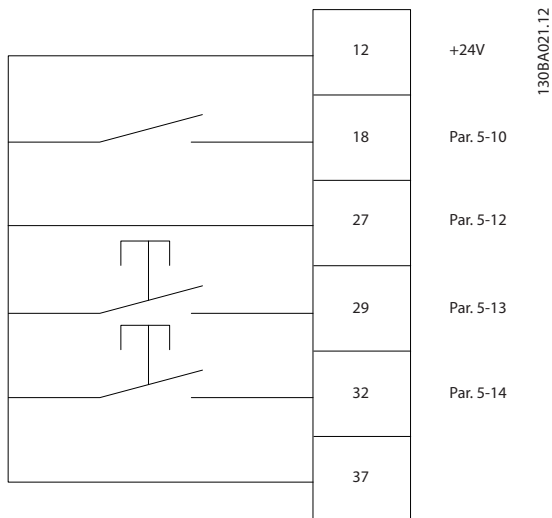 130BA021.12
12 +24V
18 Par. 5-10
27 Par. 5-12
29 Par. 5-13
32 Par. 5-14
37